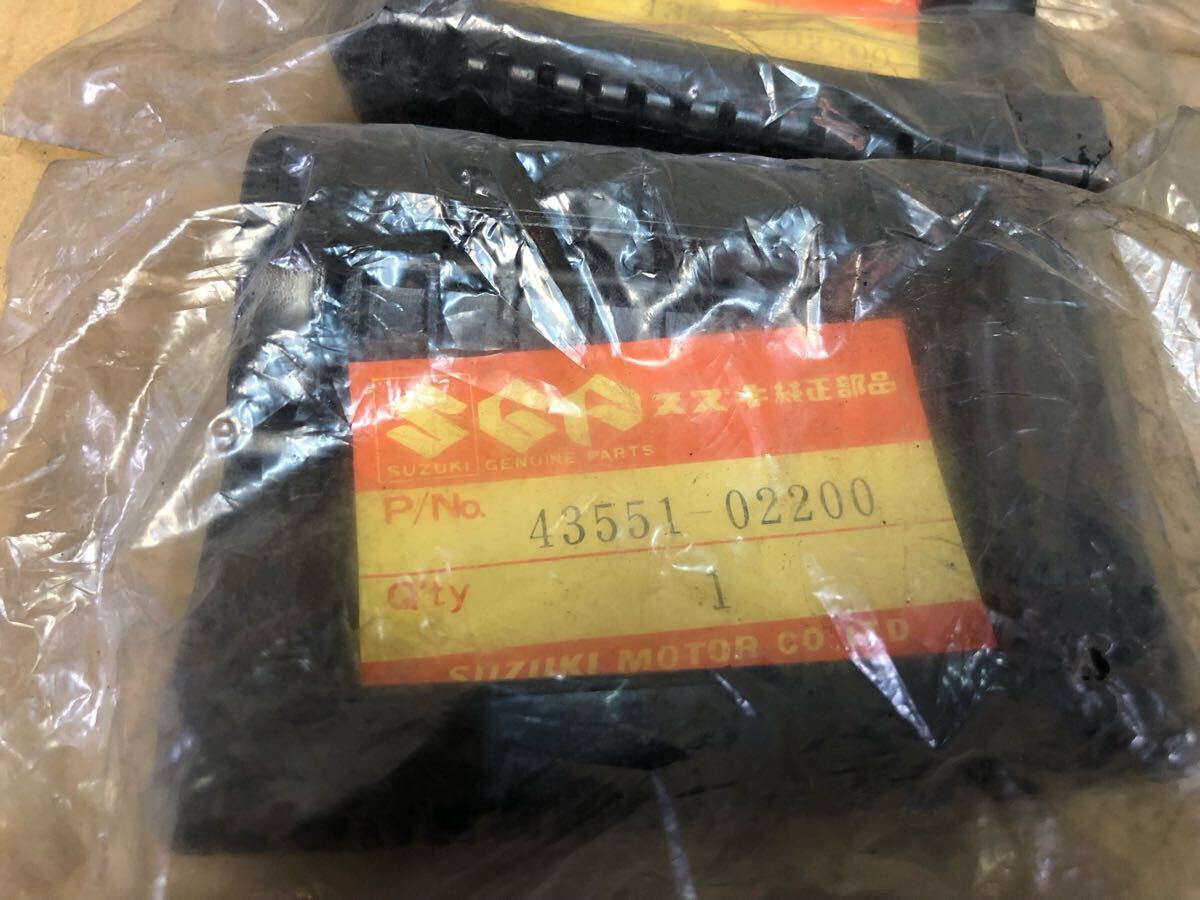 02200
SGP スズキ純正部品
SUZUKI GENUINE PARTS
P/No. 43551-02200
Q'ty 1
SUZUKI MOTOR CO.,LTD